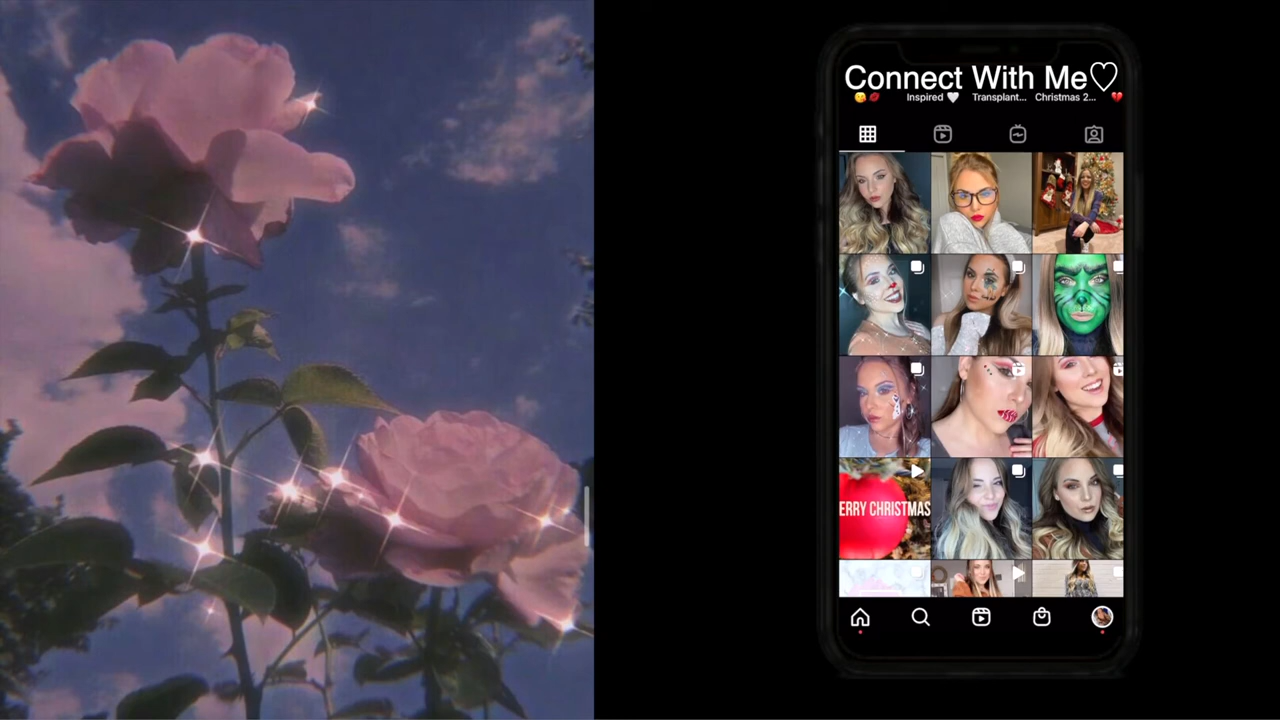 Connect With Me♡
Inspired 🤍 Transplant... Christmas 2...
ERRY CHRISTMAS